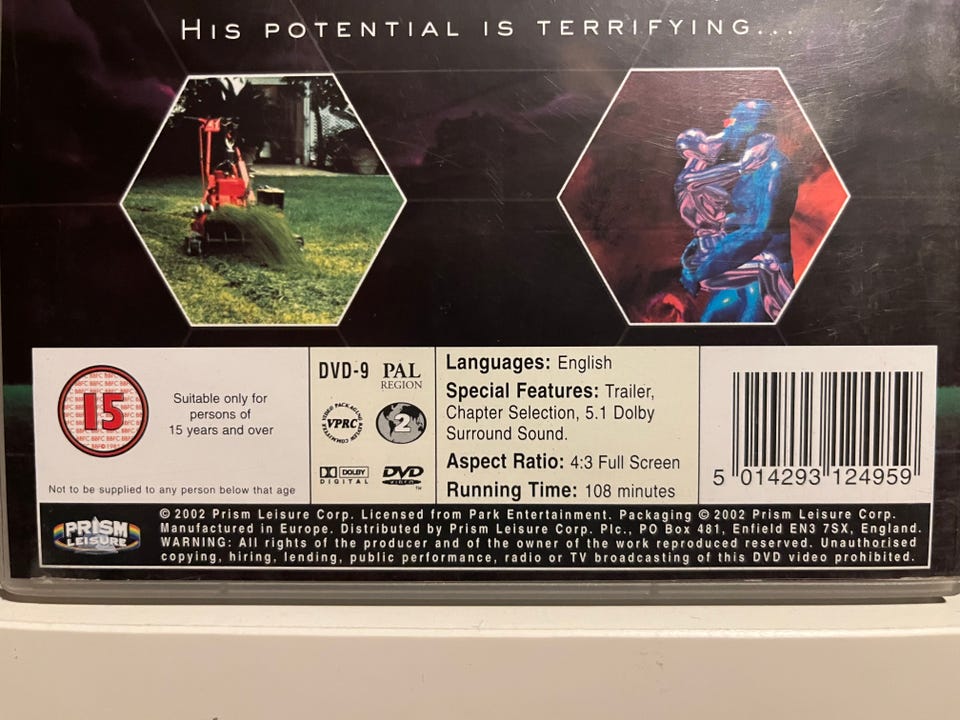 HIS POTENTIAL IS TERRIFYING...
15
Suitable only for
persons of
15 years and over
Not to be supplied to any person below that age
DVD-9 PAL
REGION
2
VIDEO PACKAGING REVIEW COMMITTEE
VPRC
DOLBY
DIGITAL
DVD
VIDEO
TM
Languages: English
Special Features: Trailer,
Chapter Selection, 5.1 Dolby
Surround Sound.
Aspect Ratio: 4:3 Full Screen
Running Time: 108 minutes
5 014293 124959
PRISM
LEISURE
© 2002 Prism Leisure Corp. Licensed from Park Entertainment. Packaging © 2002 Prism Leisure Corp.
Manufactured in Europe. Distributed by Prism Leisure Corp. Plc., PO Box 481, Enfield EN3 7SX, England.
WARNING: All rights of the producer and of the owner of the work reproduced reserved. Unauthorised
copying, hiring, lending, public performance, radio or TV broadcasting of this DVD video prohibited.